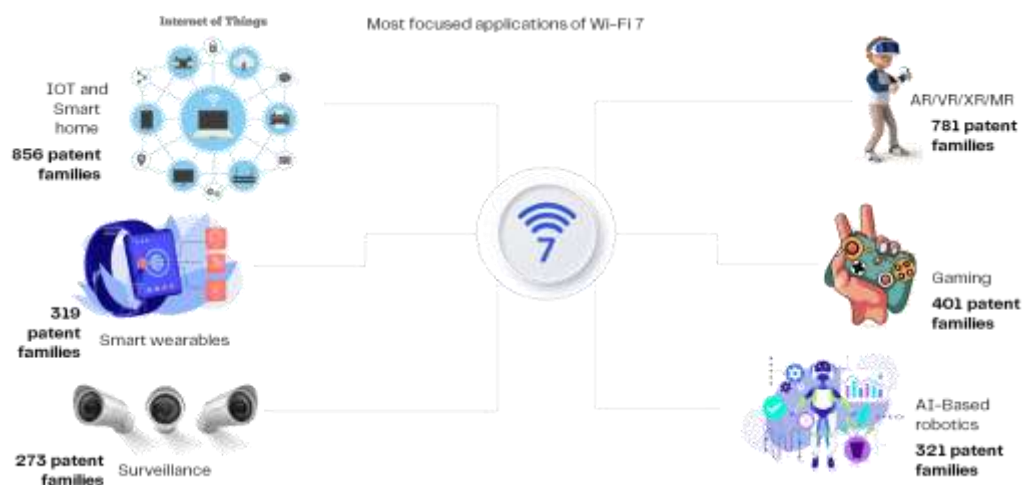 Most focused applications of Wi-Fi 7
Internet of Things
IOT and
Smart
home
856 patent
families
319
patent
families
Smart wearables
273 patent
families
Surveillance
7
AR/VR/XR/MR
781 patent
families
Gaming
401 patent
families
AI-Based
robotics
321 patent
families